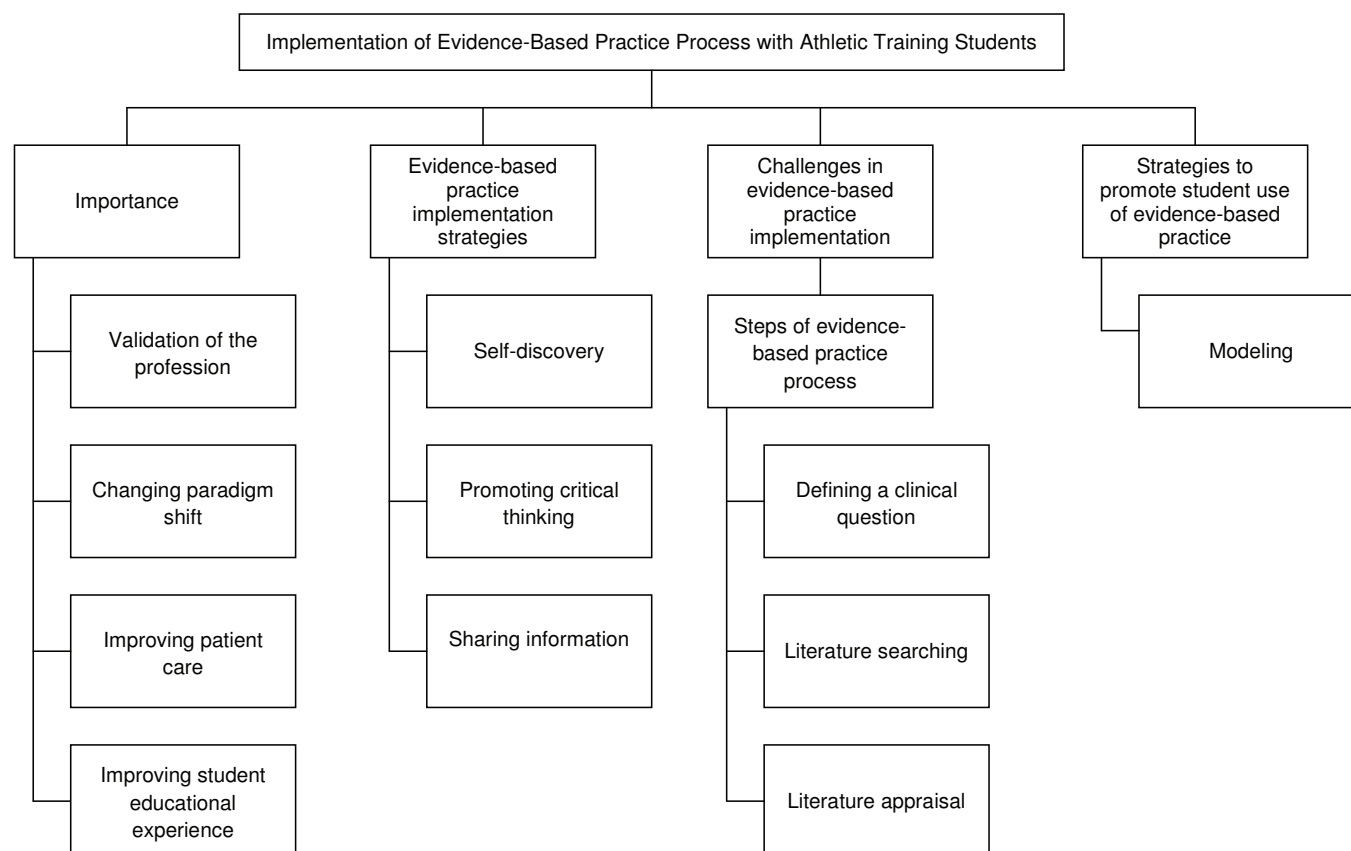 Implementation of Evidence-Based Practice Process with Athletic Training Students
Importance
Evidence-based
practice
implementation
strategies
Challenges in
evidence-based
practice
implementation
Strategies to
promote student use
of evidence-based
practice
Validation of the
profession
Self-discovery
Steps of evidence-
based practice
process
Modeling
Changing paradigm
shift
Promoting critical
thinking
Defining a clinical
question
Improving patient
care
Sharing information
Literature searching
Improving student
educational
experience
Literature appraisal